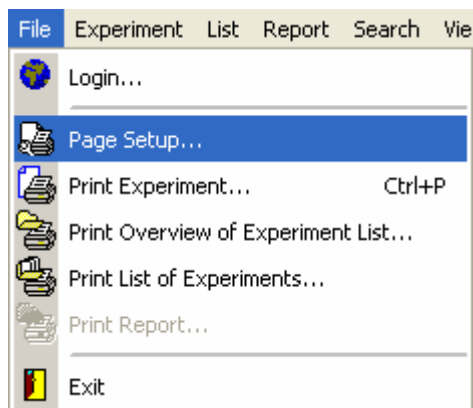 File Experiment List Report Search Vie
Login...
Page Setup...
Print Experiment... Ctrl+P
Print Overview of Experiment List...
Print List of Experiments...
Print Report...
Exit